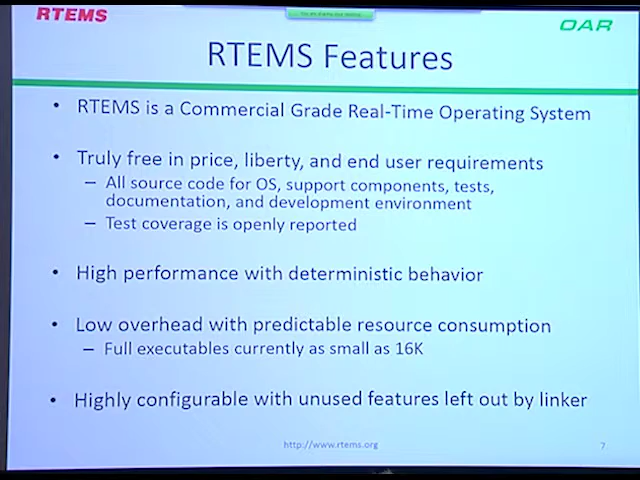 RTEMS
OAR
RTEMS Features
• RTEMS is a Commercial Grade Real-Time Operating System
• Truly free in price, liberty, and end user requirements
– All source code for OS, support components, tests,
documentation, and development environment
– Test coverage is openly reported
• High performance with deterministic behavior
• Low overhead with predictable resource consumption
– Full executables currently as small as 16K
• Highly configurable with unused features left out by linker
http://www.rtems.org
7